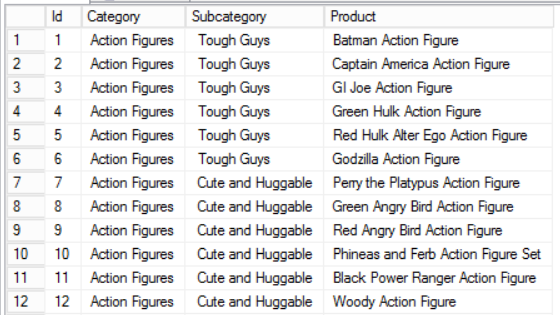 Id Category Subcategory Product
1 1 Action Figures Tough Guys Batman Action Figure
2 2 Action Figures Tough Guys Captain America Action Figure
3 3 Action Figures Tough Guys GI Joe Action Figure
4 4 Action Figures Tough Guys Green Hulk Action Figure
5 5 Action Figures Tough Guys Red Hulk Alter Ego Action Figure
6 6 Action Figures Tough Guys Godzilla Action Figure
7 7 Action Figures Cute and Huggable Perry the Platypus Action Figure
8 8 Action Figures Cute and Huggable Green Angry Bird Action Figure
9 9 Action Figures Cute and Huggable Red Angry Bird Action Figure
10 10 Action Figures Cute and Huggable Phineas and Ferb Action Figure Set
11 11 Action Figures Cute and Huggable Black Power Ranger Action Figure
12 12 Action Figures Cute and Huggable Woody Action Figure